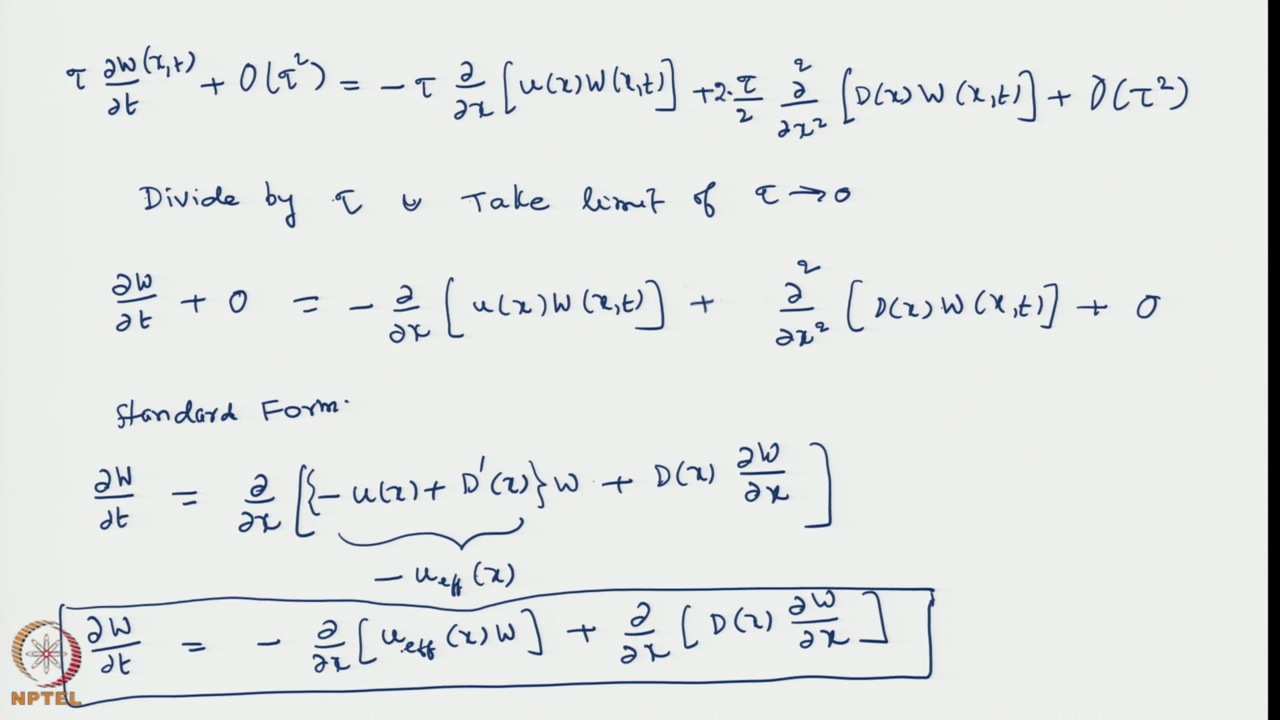 τ ∂W(x,t)/∂t + O(τ²) = − τ ∂/∂x [u(x)W(x,t)] + 2·τ/2 ∂²/∂x² [D(x)W(x,t)] + O(τ²)
Divide by τ & Take limit of τ → 0
∂W/∂t + 0 = − ∂/∂x [u(x)W(x,t)] + ∂²/∂x² [D(x)W(x,t)] + 0
Standard Form.
∂W/∂t = ∂/∂x [{− u(x) + D′(x)}W + D(x) ∂W/∂x]
− u_eff (x)
∂W/∂t = − ∂/∂x [u_eff (x)W] + ∂/∂x [D(x) ∂W/∂x]
NPTEL